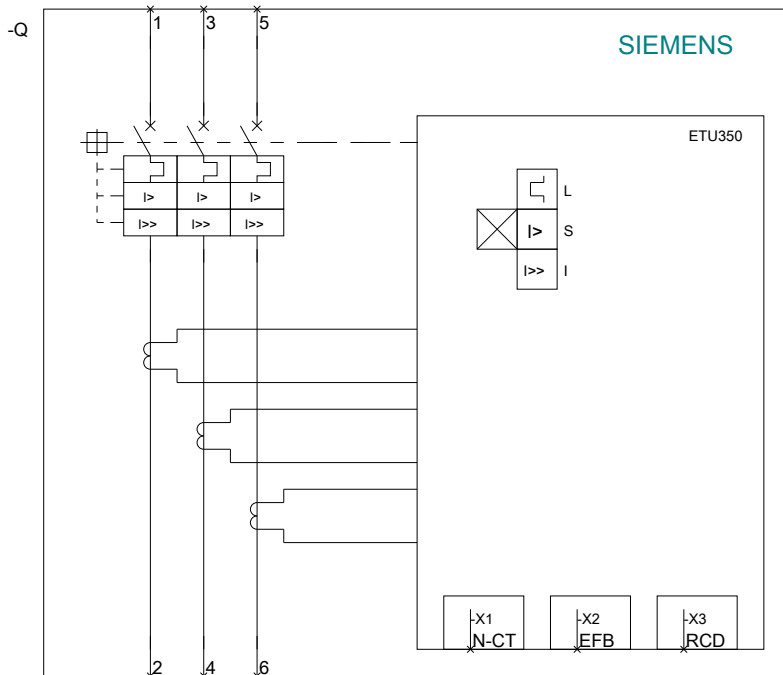 -Q
1 3 5
SIEMENS
ETU350
L
I> I> I> I> S
I>> I>> I>> I>> I
-X1 -X2 -X3
N-CT EFB RCD
2 4 6